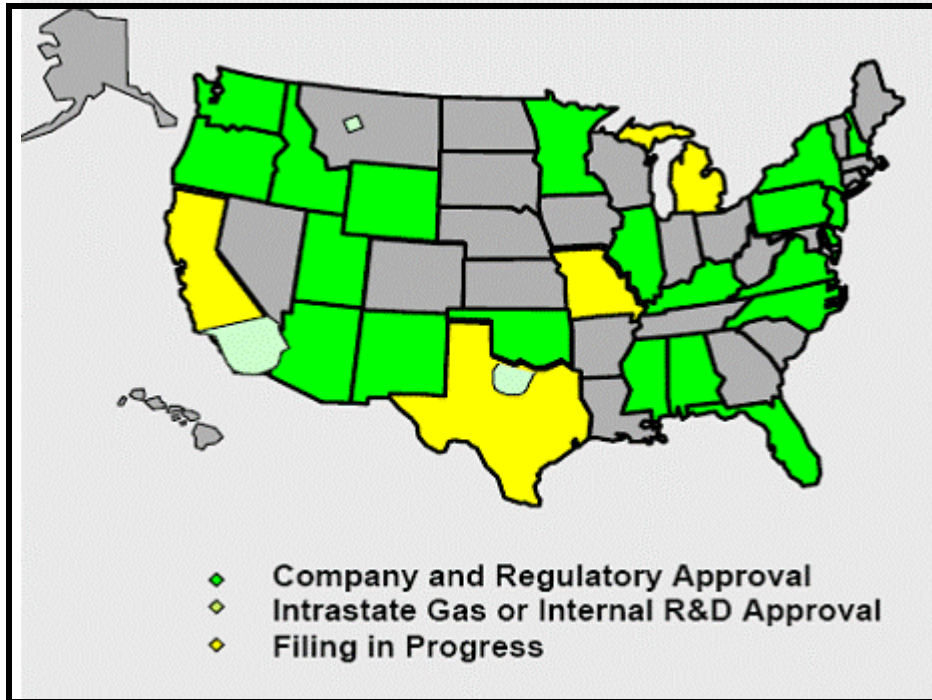 Company and Regulatory Approval
Intrastate Gas or Internal R&D Approval
Filing in Progress